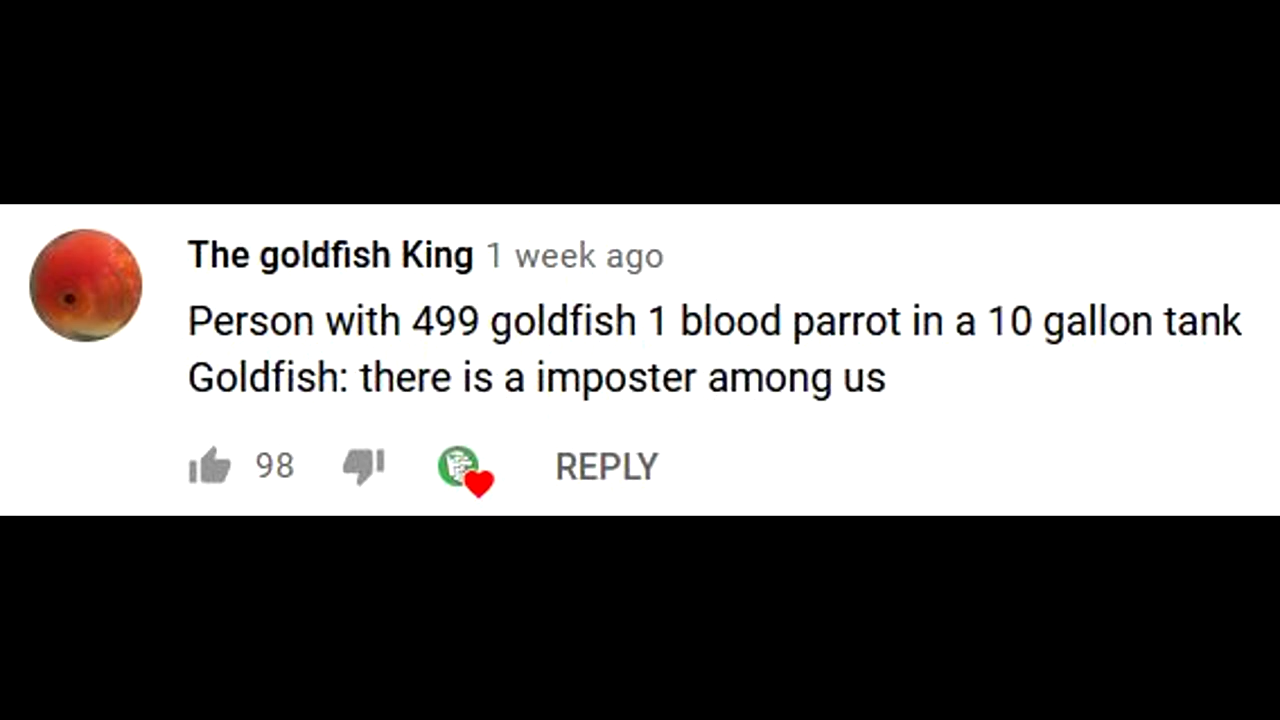 The goldfish King 1 week ago
Person with 499 goldfish 1 blood parrot in a 10 gallon tank
Goldfish: there is a imposter among us
98 REPLY